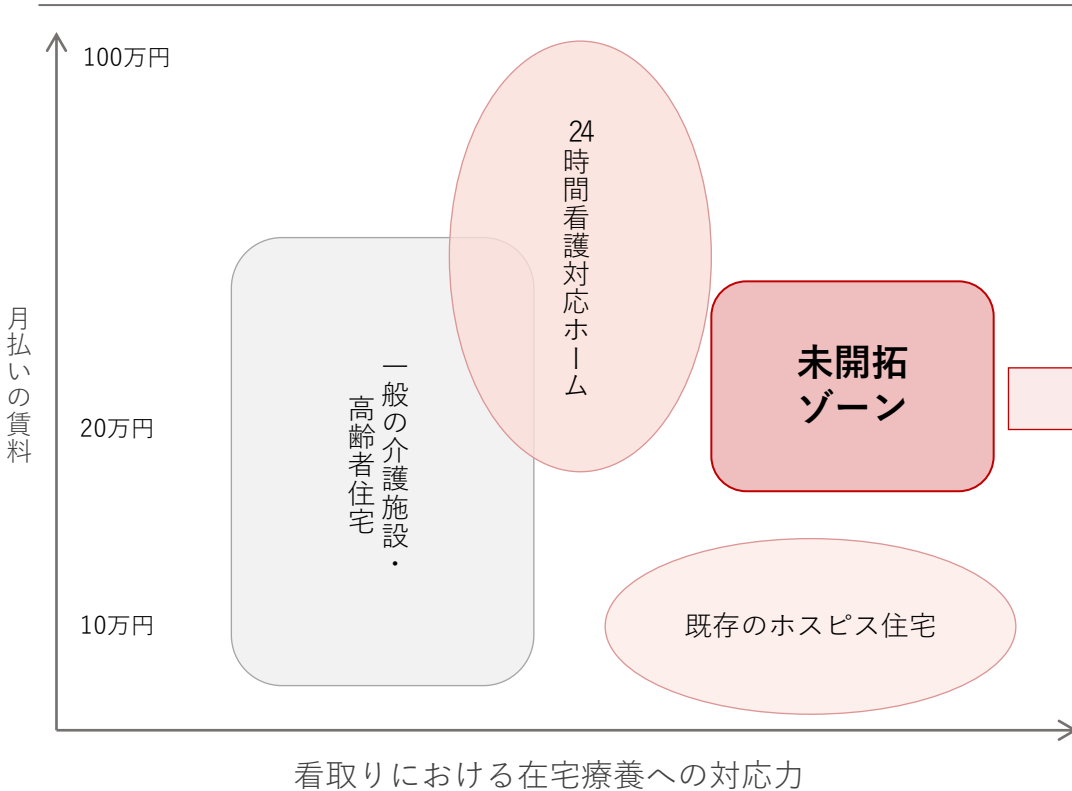 100万円
24時間看護対応ホーム
未開拓
ゾーン
一般の介護施設・
高齢者住宅
月払いの賃料
20万円
10万円
既存のホスピス住宅
看取りにおける在宅療養への対応力